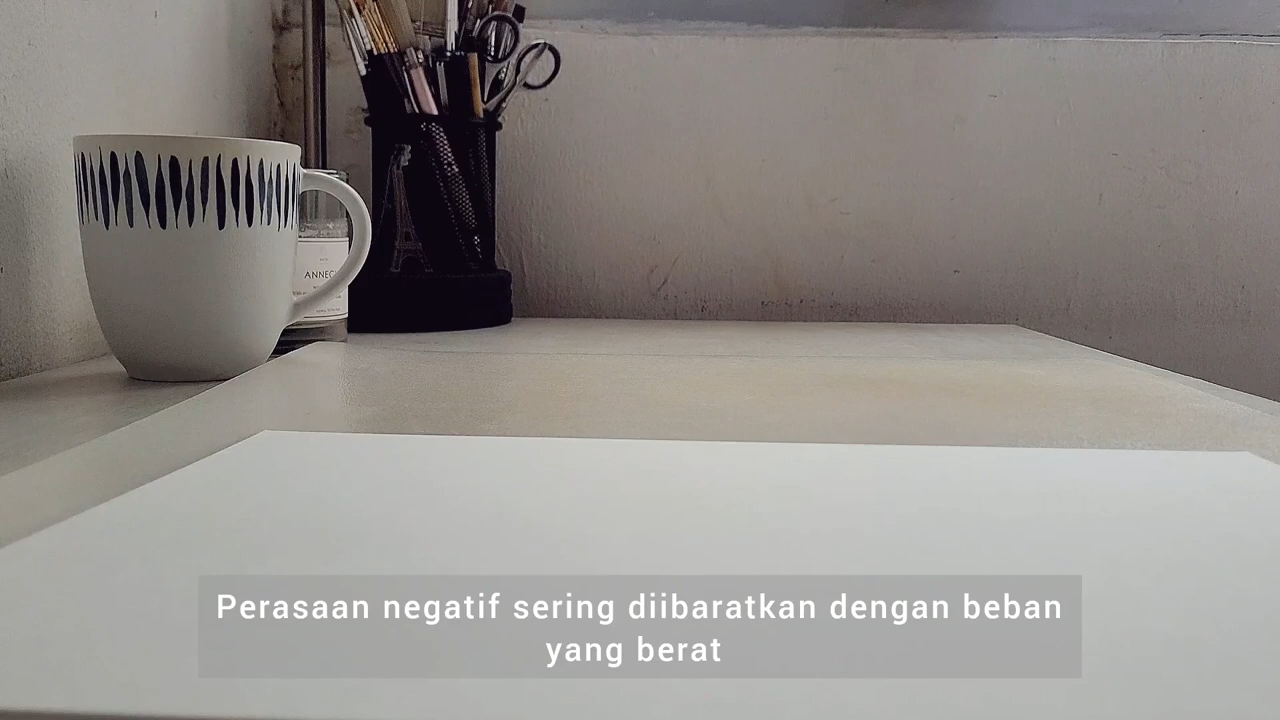 ANNEC
Perasaan negatif sering diibaratkan dengan beban
yang berat